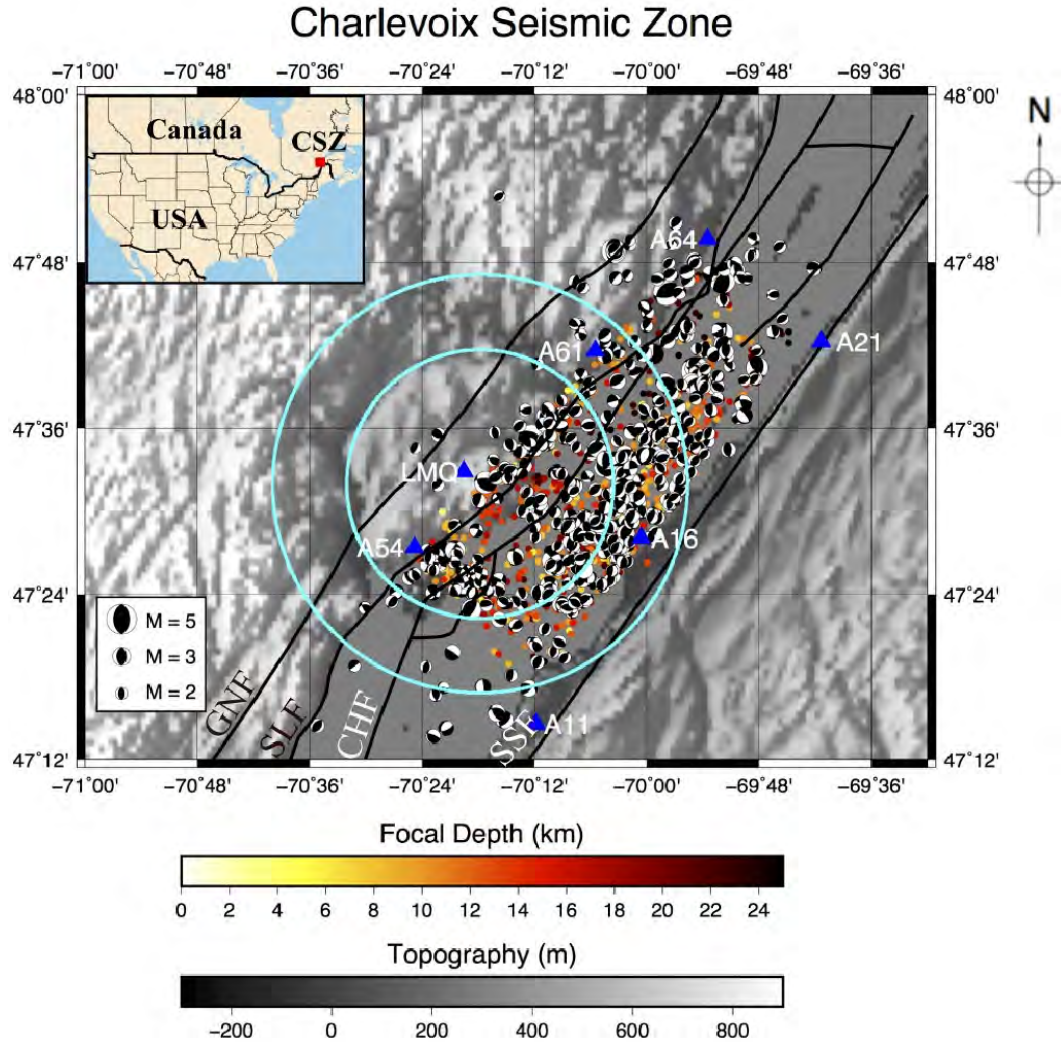 Charlevoix Seismic Zone
−71˚00' −70˚48' −70˚36' −70˚24' −70˚12' −70˚00' −69˚48' −69˚36'
48˚00' 48˚00'
N
Canada
CSZ
USA
A64
47˚48' 47˚48'
A61
A21
47˚36' 47˚36'
LMQ
A54
A16
47˚24' 47˚24'
M = 5
M = 3
M = 2
GNF
SLF
CHF
SSF
A11
47˚12' 47˚12'
−71˚00' −70˚48' −70˚36' −70˚24' −70˚12' −70˚00' −69˚48' −69˚36'
Focal Depth (km)
0 2 4 6 8 10 12 14 16 18 20 22 24
Topography (m)
−200 0 200 400 600 800